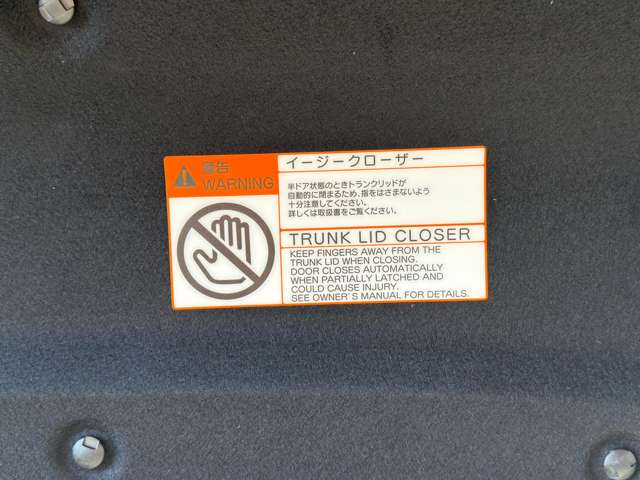 警告
WARNING
イージークローザー
半ドア状態のときトランクリッドが
自動的に閉まるため、指をはさまないよう
十分注意してください。
詳しくは取扱書をご覧ください。
TRUNK LID CLOSER
KEEP FINGERS AWAY FROM THE
TRUNK LID WHEN CLOSING.
DOOR CLOSES AUTOMATICALLY
WHEN PARTIALLY LATCHED AND
COULD CAUSE INJURY.
SEE OWNER'S MANUAL FOR DETAILS.